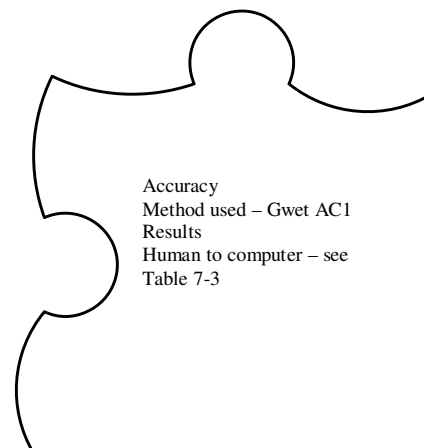 Accuracy
Method used – Gwet AC1
Results
Human to computer – see
Table 7-3